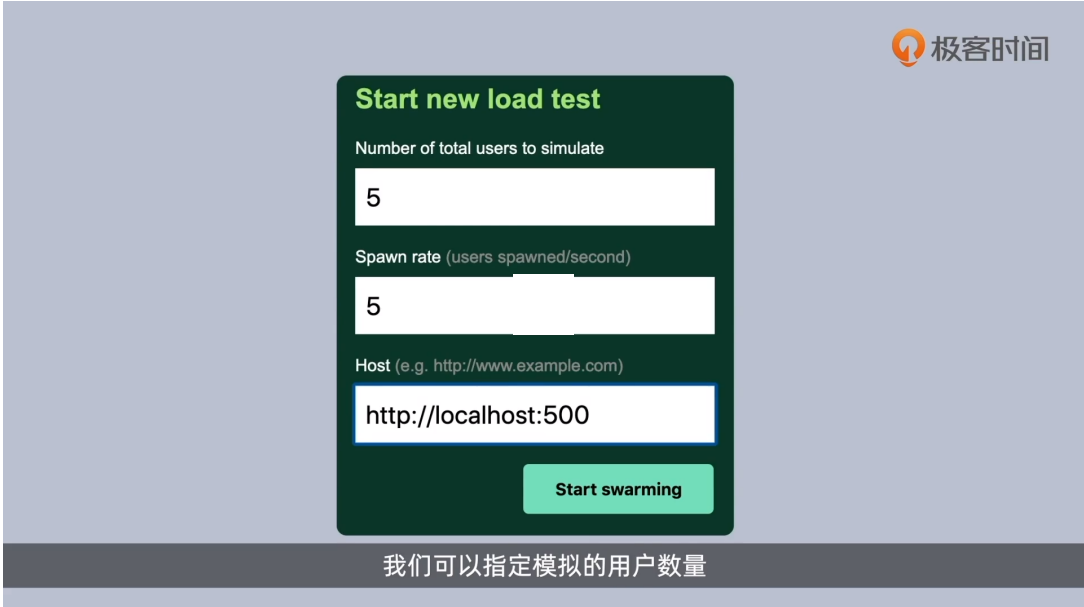 极客时间
Start new load test
Number of total users to simulate
5
Spawn rate (users spawned/second)
5
Host (e.g. http://www.example.com)
http://localhost:500
Start swarming
我们可以指定模拟的用户数量